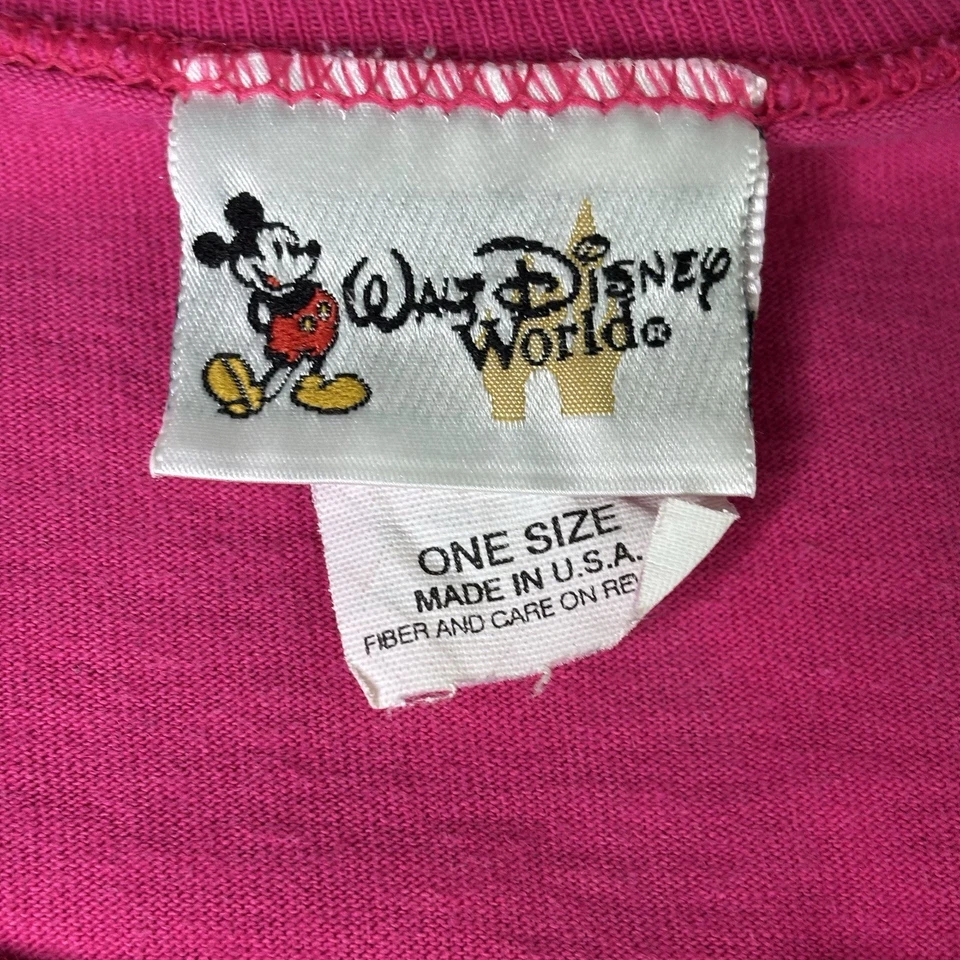 WALT DISNEY
World®
ONE SIZE
MADE IN U.S.A.
FIBER AND CARE ON RE